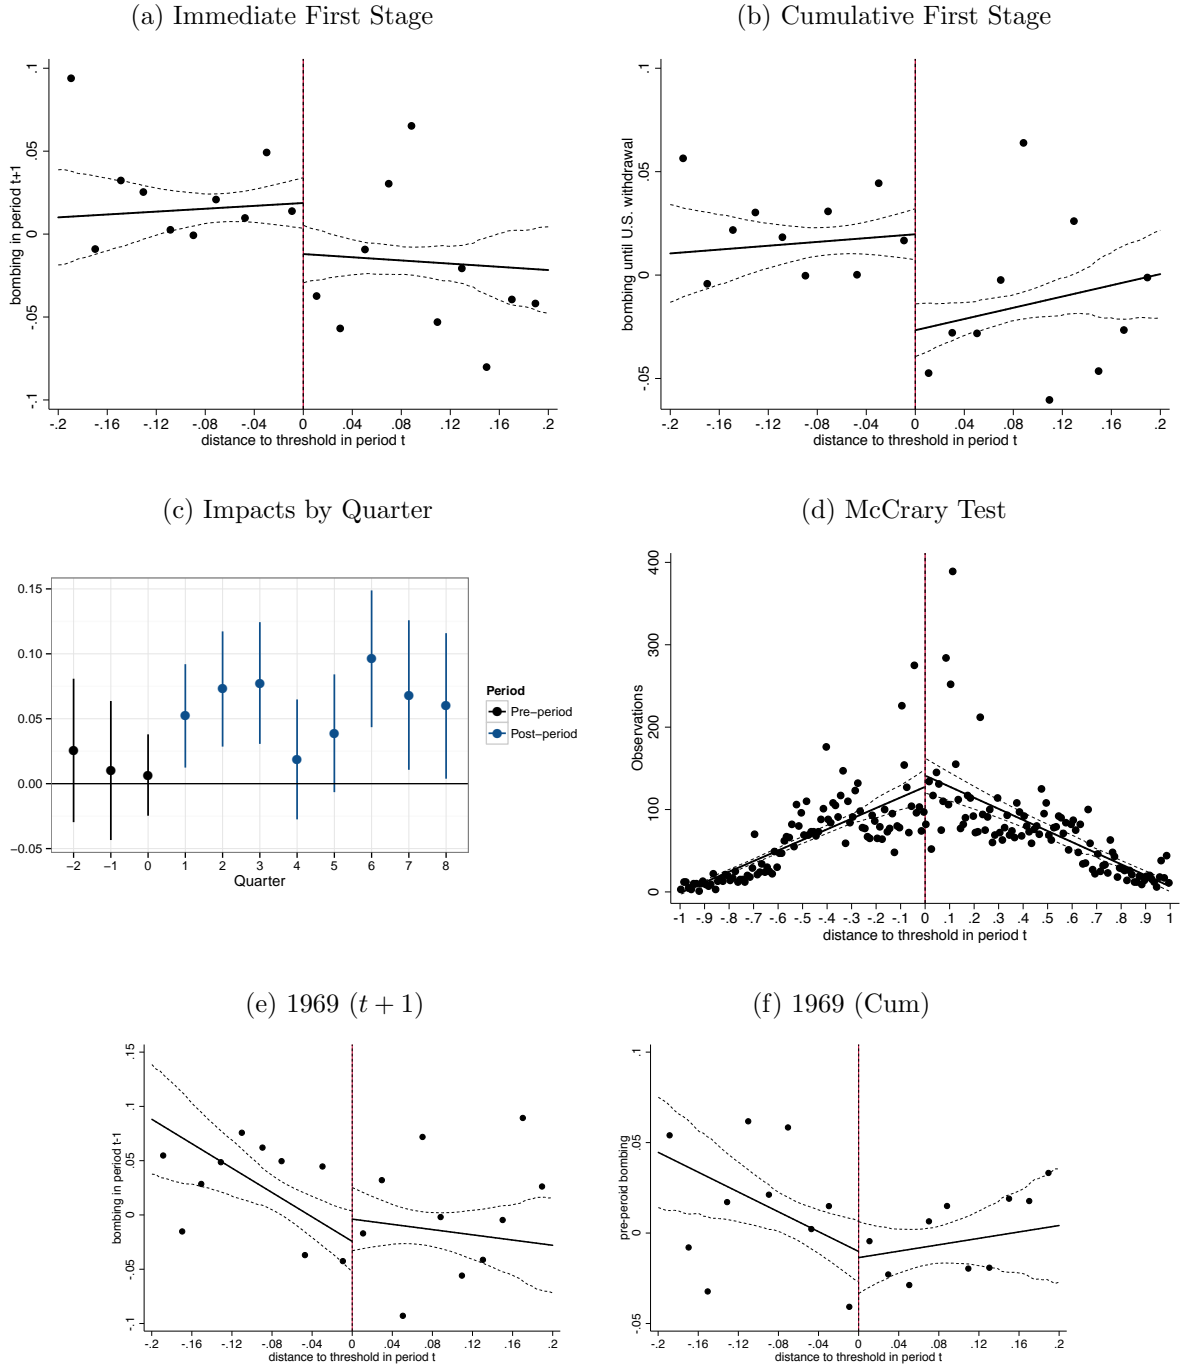 (a) Immediate First Stage
bombing in period t+1
.1
.05
0
-.05
-.1
-.2 -.16 -.12 -.08 -.04 0 .04 .08 .12 .16 .2
distance to threshold in period t
(b) Cumulative First Stage
bombing until U.S. withdrawal
.1
.05
0
-.05
-.2 -.16 -.12 -.08 -.04 0 .04 .08 .12 .16 .2
distance to threshold in period t
(c) Impacts by Quarter
0.15
0.10
0.05
0.00
−0.05
−2 −1 0 1 2 3 4 5 6 7 8
Quarter
Period
Pre−period
Post−period
(d) McCrary Test
Observations
400
300
200
100
0
-1 -.9 -.8 -.7 -.6 -.5 -.4 -.3 -.2 -.1 0 .1 .2 .3 .4 .5 .6 .7 .8 .9 1
distance to threshold in period t
(e) 1969 (t + 1)
bombing in period t-1
.15
.1
.05
0
-.05
-.1
-.2 -.16 -.12 -.08 -.04 0 .04 .08 .12 .16 .2
distance to threshold in period t
(f) 1969 (Cum)
pre-peroid bombing
.1
.05
0
-.05
-.2 -.16 -.12 -.08 -.04 0 .04 .08 .12 .16 .2
distance to threshold in period t